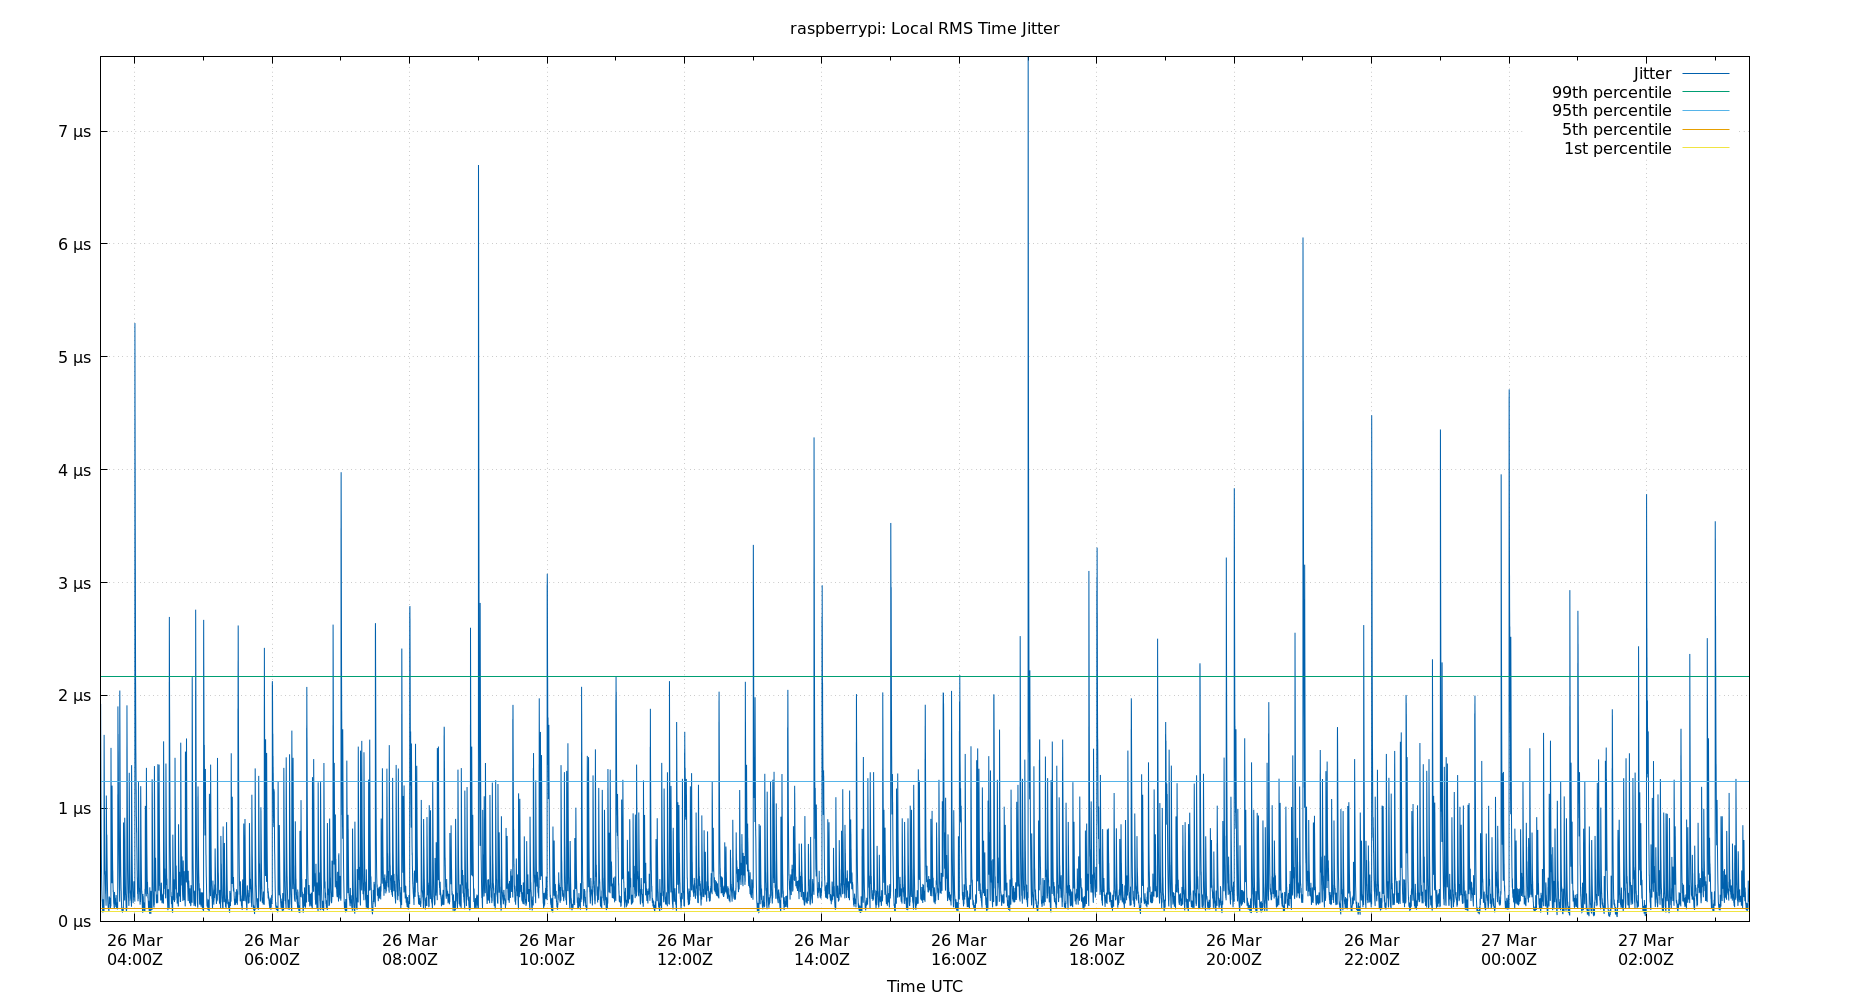 raspberrypi: Local RMS Time Jitter
Jitter
99th percentile
95th percentile
5th percentile
1st percentile
7 µs
6 µs
5 µs
4 µs
3 µs
2 µs
1 µs
0 µs
26 Mar 26 Mar 26 Mar 26 Mar 26 Mar 26 Mar 26 Mar 26 Mar 26 Mar 26 Mar 27 Mar 27 Mar
04:00Z 06:00Z 08:00Z 10:00Z 12:00Z 14:00Z 16:00Z 18:00Z 20:00Z 22:00Z 00:00Z 02:00Z
Time UTC